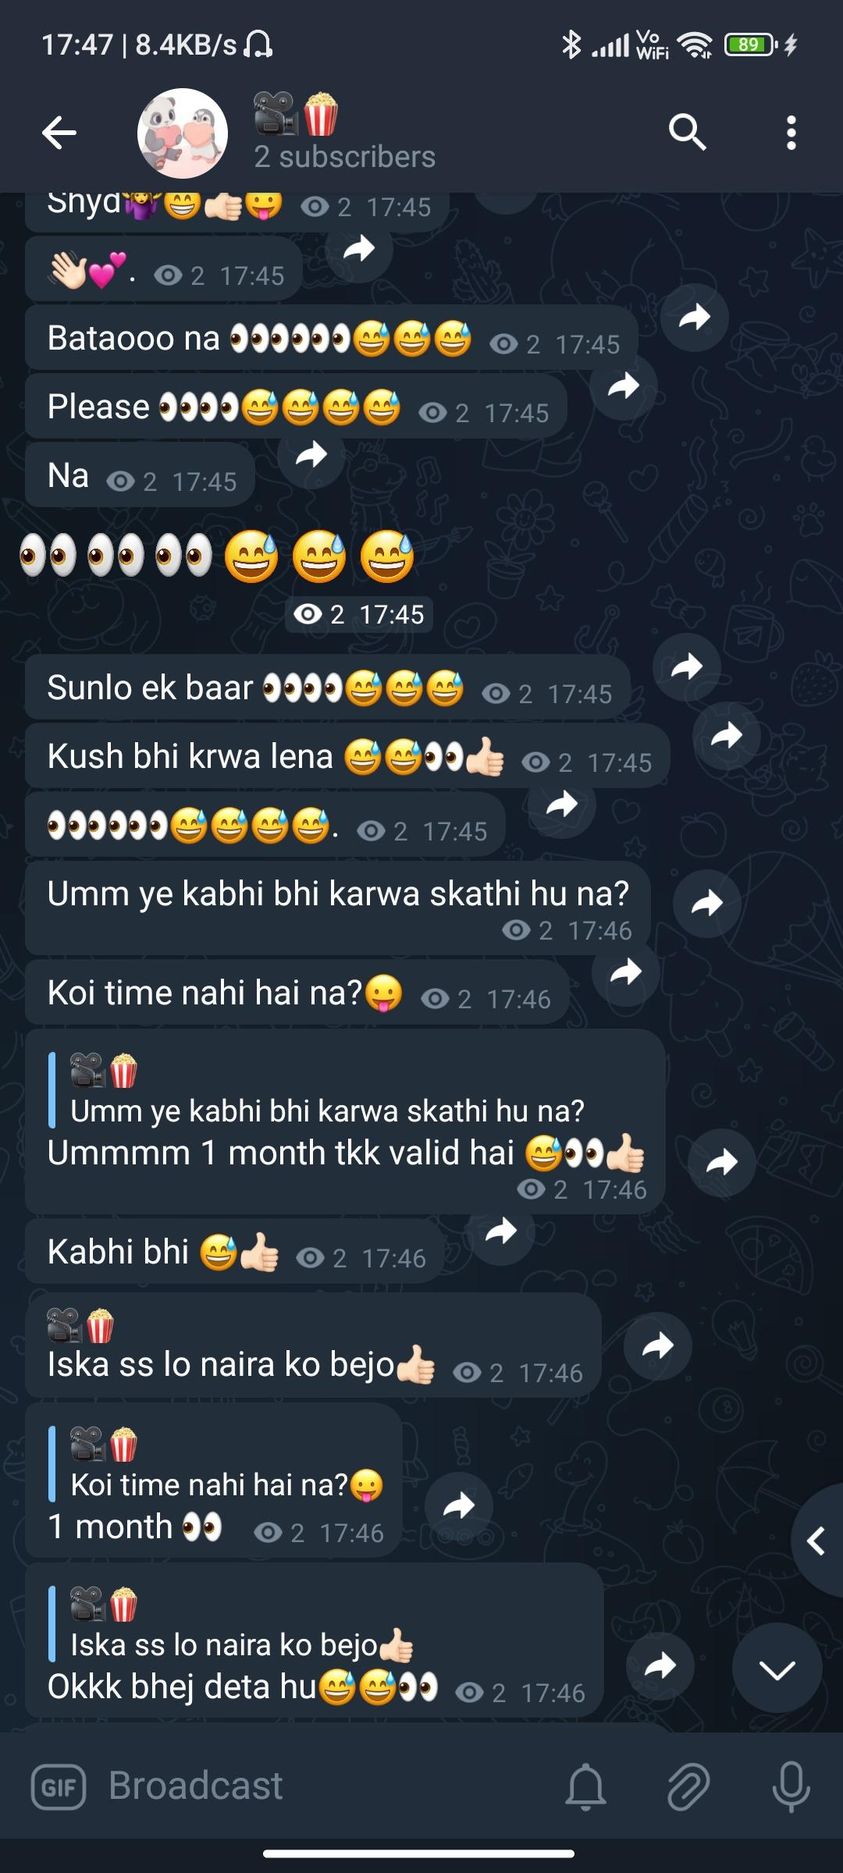 17:47 | 8.4KB/s Vo WiFi 89
🎥🍿
2 subscribers
Shyd🤷‍♀️😁👍🏻😛 2 17:45
👋🏻💕. 2 17:45
Bataooo na 👀👀👀😅😅😅 2 17:45
Please 👀👀😅😅😅😅 2 17:45
Na 2 17:45
👀👀👀😅😅😅
2 17:45
Sunlo ek baar 👀👀😅😅😅 2 17:45
Kush bhi krwa lena 😅😅👀👍🏻 2 17:45
👀👀👀😅😅😅😅. 2 17:45
Umm ye kabhi bhi karwa skathi hu na?
2 17:46
Koi time nahi hai na?😛 2 17:46
🎥🍿
Umm ye kabhi bhi karwa skathi hu na?
Ummmm 1 month tkk valid hai 😅👀👍🏻
2 17:46
Kabhi bhi 😅👍🏻 2 17:46
🎥🍿
Iska ss lo naira ko bejo👍🏻 2 17:46
🎥🍿
Koi time nahi hai na?😛
1 month 👀 2 17:46
🎥🍿
Iska ss lo naira ko bejo👍🏻
Okkk bhej deta hu😅😅👀 2 17:46
GIF Broadcast